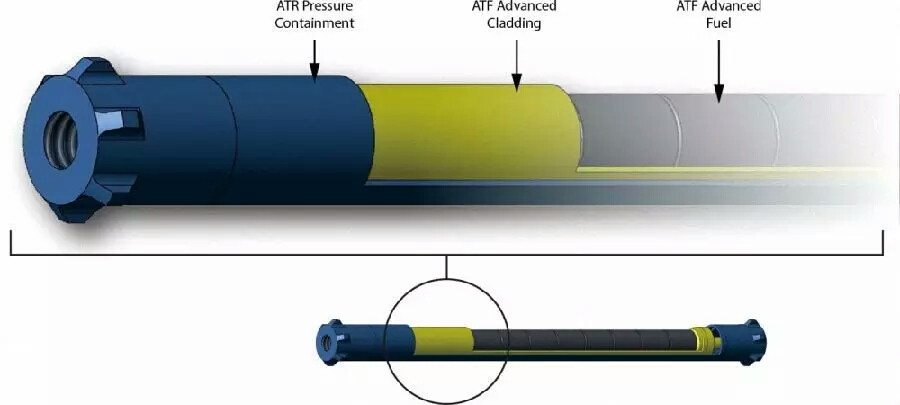 ATR Pressure
Containment
ATF Advanced
Cladding
ATF Advanced
Fuel